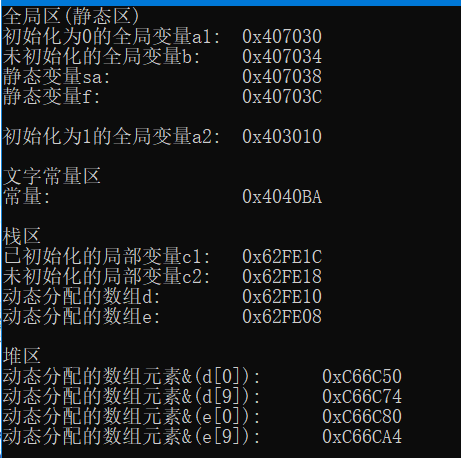 全局区(静态区)
初始化为0的全局变量a1: 0x407030
未初始化的全局变量b: 0x407034
静态变量sa: 0x407038
静态变量f: 0x40703C
初始化为1的全局变量a2: 0x403010
文字常量区
常量: 0x4040BA
栈区
已初始化的局部变量c1: 0x62FE1C
未初始化的局部变量c2: 0x62FE18
动态分配的数组d: 0x62FE10
动态分配的数组e: 0x62FE08
堆区
动态分配的数组元素&(d[0]): 0xC66C50
动态分配的数组元素&(d[9]): 0xC66C74
动态分配的数组元素&(e[0]): 0xC66C80
动态分配的数组元素&(e[9]): 0xC66CA4